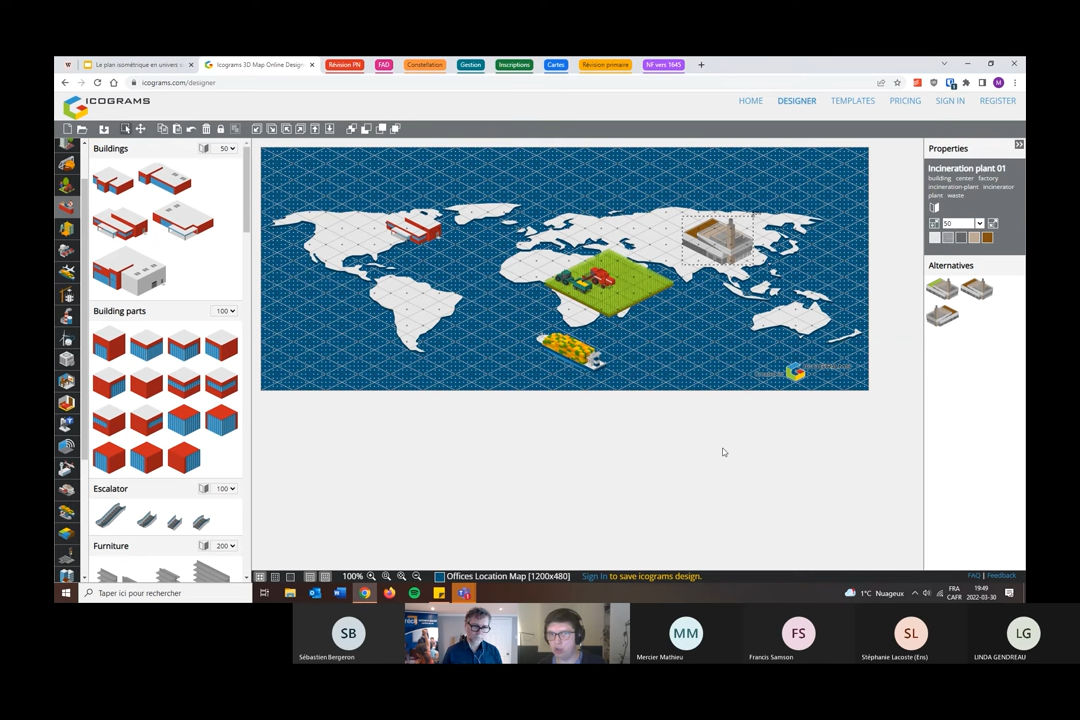 Le plan isométrique en univers s
Icograms 3D Map Online Design
Révision PN
FAD
Constellation
Gestion
Inscriptions
Cartes
Révision primaire
NF vers 1645
icograms.com/designer
M
ICOGRAMS
HOME
DESIGNER
TEMPLATES
PRICING
SIGN IN
REGISTER
Buildings
50
Building parts
100
Escalator
100
Furniture
200
Properties
Incineration plant 01
building center factory
incineration-plant incinerator
plant waste
50
Alternatives
100%
Offices Location Map [1200x480]
Sign In to save icograms design.
FAQ | Feedback
Taper ici pour rechercher
1°C Nuageux
FRA
CAFR
19:49
2022-03-30
SB
Sébastien Bergeron
récit
MM
Mercier Mathieu
FS
Francis Samson
SL
Stéphanie Lacoste (Ens)
LG
LINDA GENDREAU